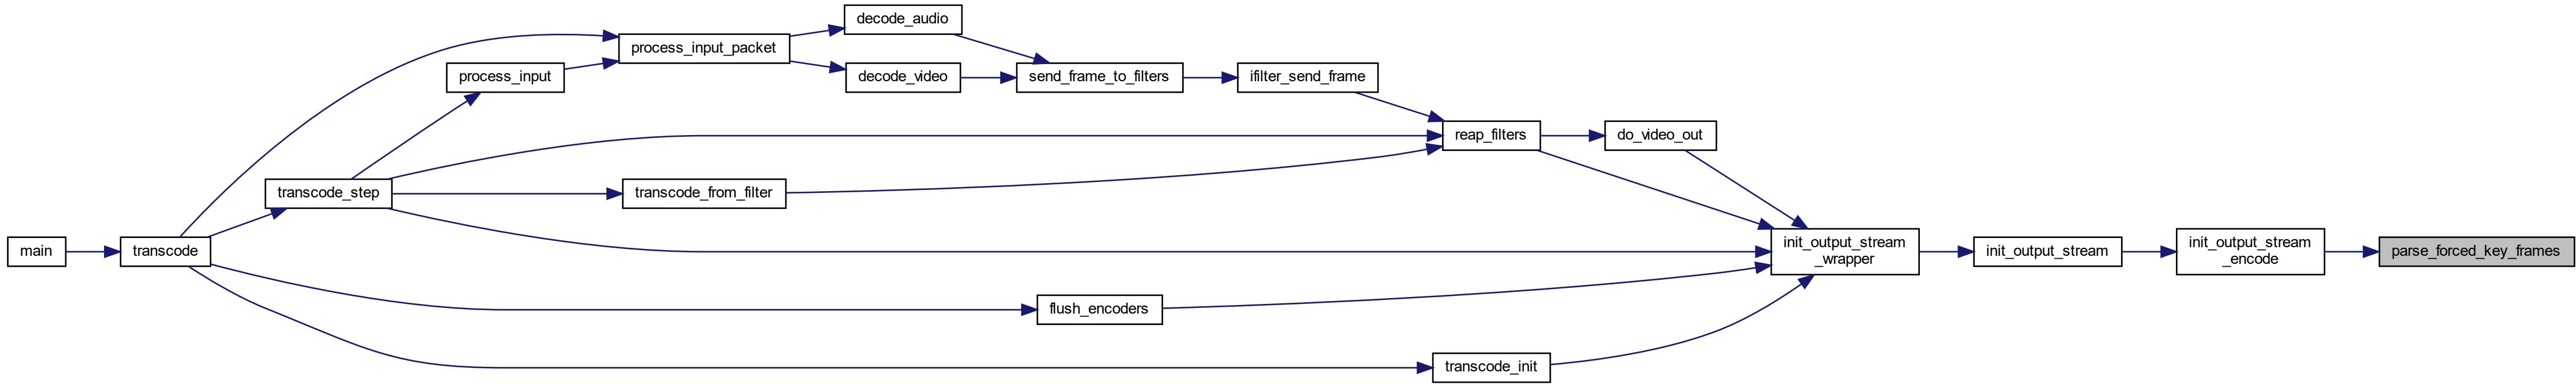 decode_audio
process_input_packet
process_input
decode_video
send_frame_to_filters
ifilter_send_frame
reap_filters
do_video_out
transcode_step
transcode_from_filter
main
transcode
init_output_stream
_wrapper
init_output_stream
init_output_stream
_encode
parse_forced_key_frames
flush_encoders
transcode_init